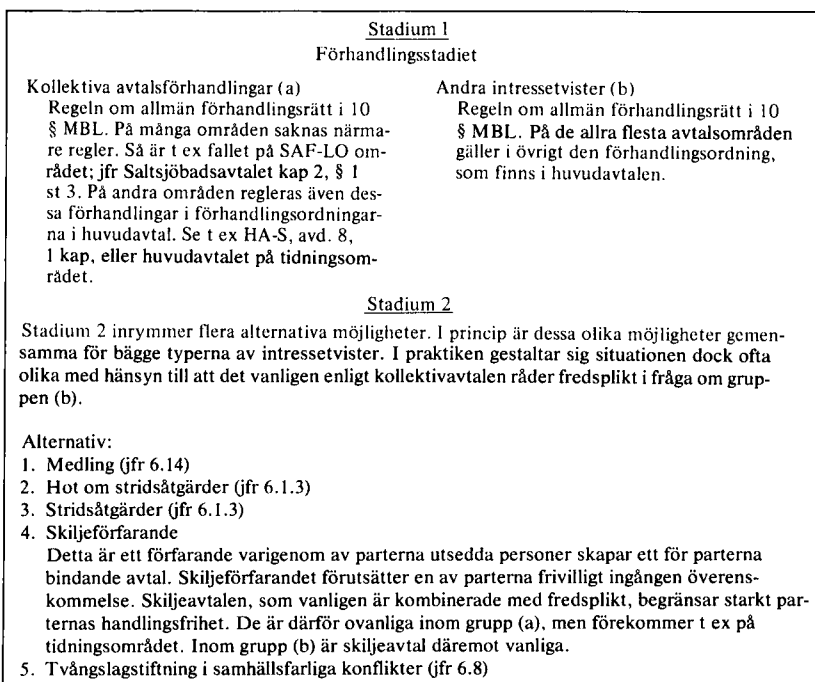 Stadium 1
Förhandlingsstadiet
Kollektiva avtalsförhandlingar (a)
Regeln om allmän förhandlingsrätt i 10
§ MBL. På många områden saknas närma-
re regler. Så är t ex fallet på SAF-LO om-
rådet; jfr Saltsjöbadsavtalet kap 2, § 1
st 3. På andra områden regleras även des-
sa förhandlingar i förhandlingsordningar-
na i huvudavtal. Se t ex HA-S, avd. 8,
1 kap, eller huvudavtalet på tidningsom-
rådet.
Andra intressetvister (b)
Regeln om allmän förhandlingsrätt i 10
§ MBL. På de allra flesta avtalsområden
gäller i övrigt den förhandlingsordning,
som finns i huvudavtalen.
Stadium 2
Stadium 2 inrymmer flera alternativa möjligheter. I princip är dessa olika möjligheter gemen-
samma för bägge typerna av intressetvister. I praktiken gestaltar sig situationen dock ofta
olika med hänsyn till att det vanligen enligt kollektivavtalen råder fredsplikt i fråga om grup-
pen (b).
Alternativ:
1. Medling (jfr 6.14)
2. Hot om stridsåtgärder (jfr 6.1.3)
3. Stridsåtgärder (jfr 6.1.3)
4. Skiljeförfarande
Detta är ett förfarande varigenom av parterna utsedda personer skapar ett för parterna
bindande avtal. Skiljeförfarandet förutsätter en av parterna frivilligt ingången överens-
kommelse. Skiljeavtalen, som vanligen är kombinerade med fredsplikt, begränsar starkt par-
ternas handlingsfrihet. De är därför ovanliga inom grupp (a), men förekommer t ex på
tidningsområdet. Inom grupp (b) är skiljeavtal däremot vanliga.
5. Tvångslagstiftning i samhällsfarliga konflikter (jfr 6.8)